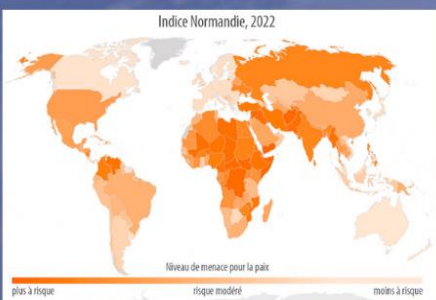 Indice Normandie, 2022
Niveau de menace pour la paix
plus à risque risque modéré moins à risque